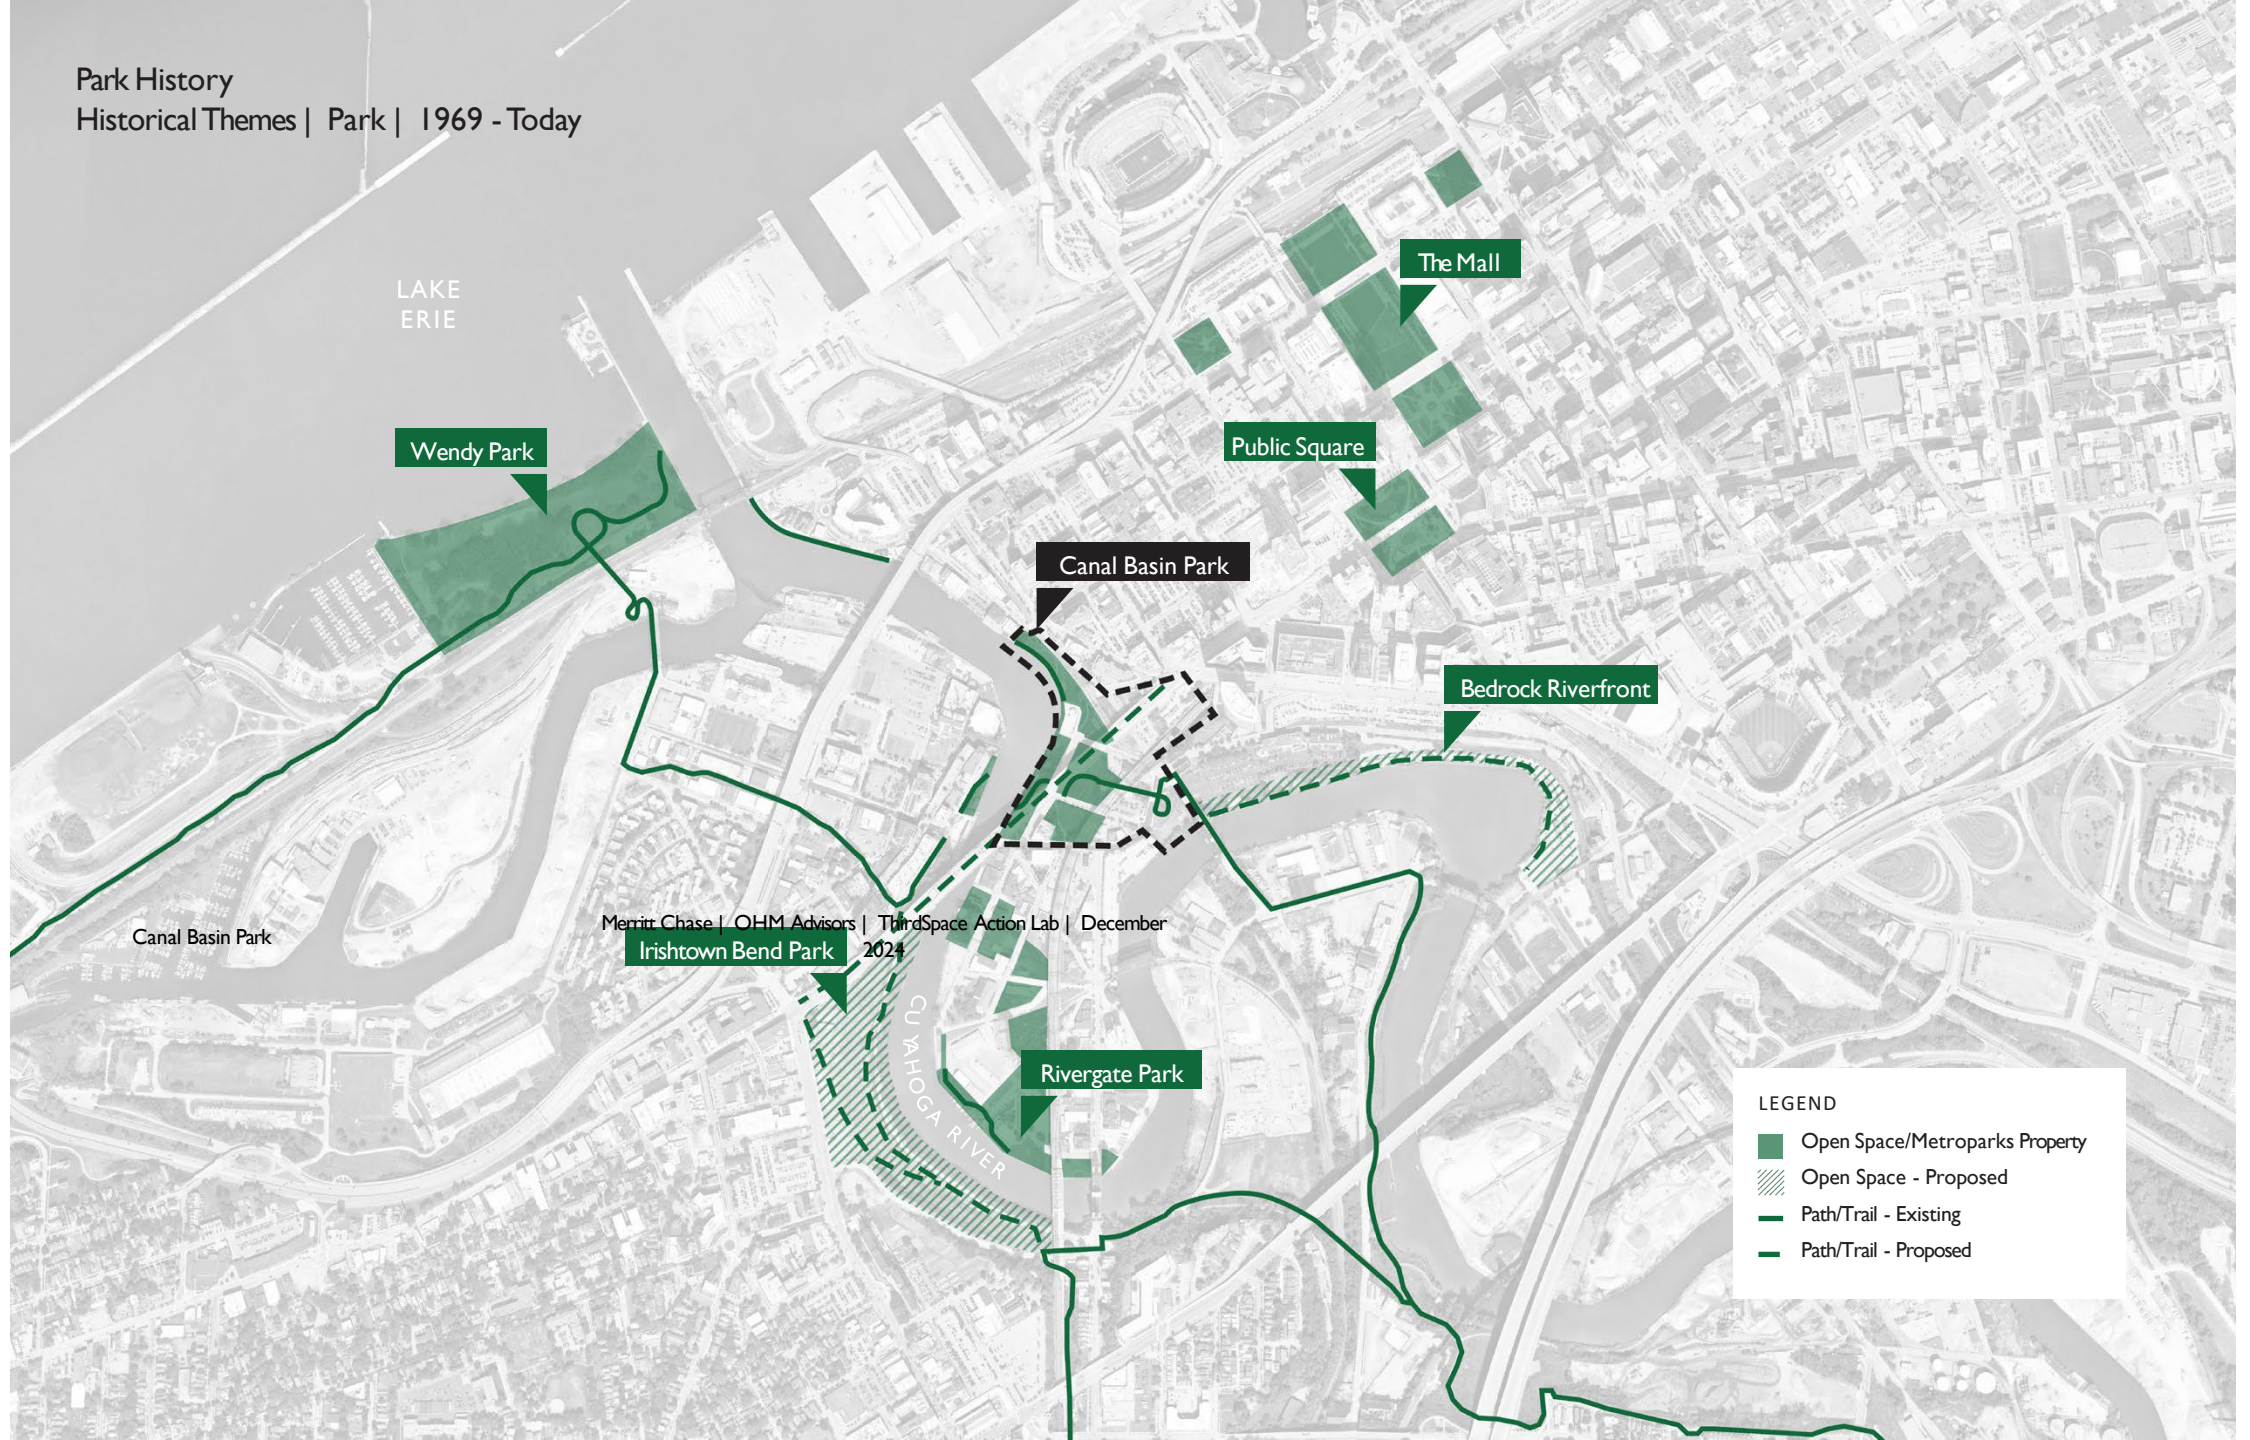 Park History
Historical Themes | Park | 1969 - Today
LAKE
ERIE
The Mall
Wendy Park
Public Square
Canal Basin Park
Bedrock Riverfront
Merritt Chase | OHM Advisors | ThirdSpace Action Lab | December
2024
Canal Basin Park
Irishtown Bend Park
CUYAHOGA RIVER
Rivergate Park
LEGEND
Open Space/Metroparks Property
Open Space - Proposed
Path/Trail - Existing
Path/Trail - Proposed